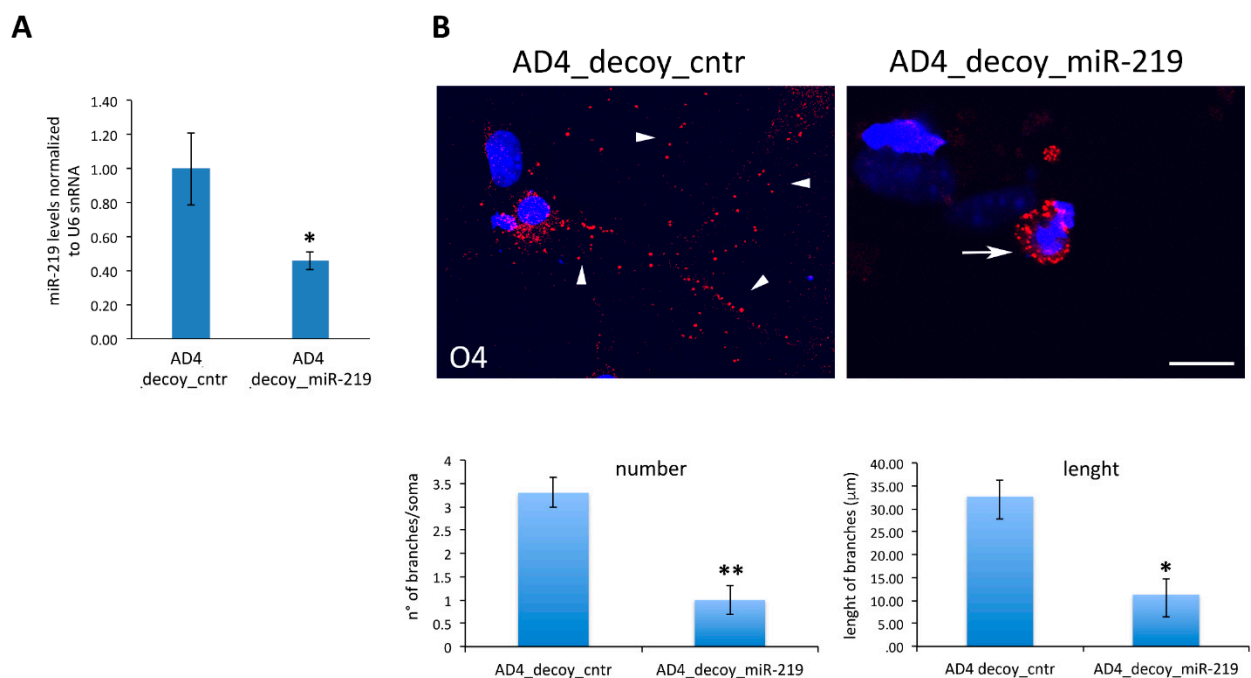 A
miR-219 levels normalized
to U6 snRNA
1.40
1.20
1.00
0.80
0.60
0.40
0.20
0.00
*
AD4
decoy_cntr
AD4
decoy_miR-219
B
AD4_decoy_cntr
AD4_decoy_miR-219
O4
number
n° of branches/soma
4
3.5
3
2.5
2
1.5
1
0.5
0
**
AD4_decoy_cntr
AD4_decoy_miR-219
lenght
lenght of branches (μm)
40.00
35.00
30.00
25.00
20.00
15.00
10.00
5.00
.00
*
AD4 decoy_cntr
AD4_decoy_miR-219